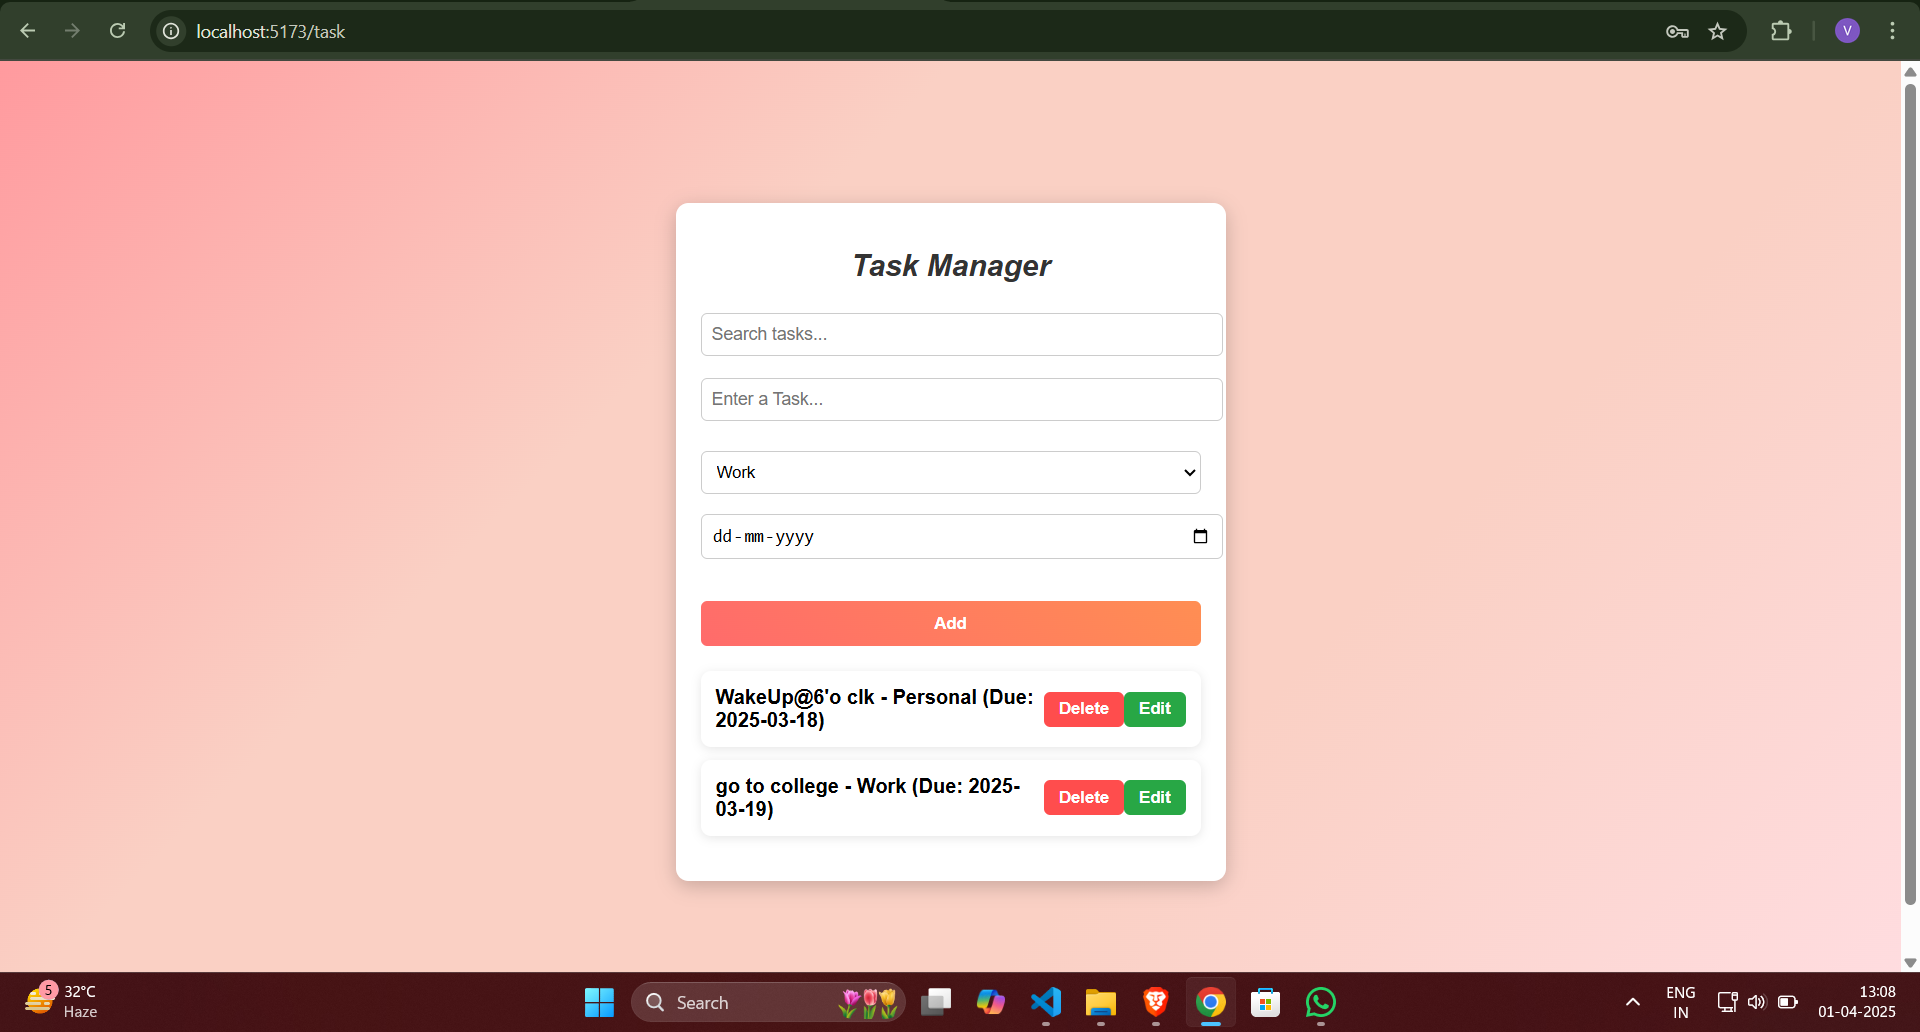 localhost:5173/task
V
Task Manager
Search tasks...
Enter a Task...
Work
dd-mm-yyyy
Add
WakeUp@6'o clk - Personal (Due:
2025-03-18)
Delete
Edit
go to college - Work (Due: 2025-
03-19)
Delete
Edit
5
32°C
Haze
Search
ENG
IN
13:08
01-04-2025